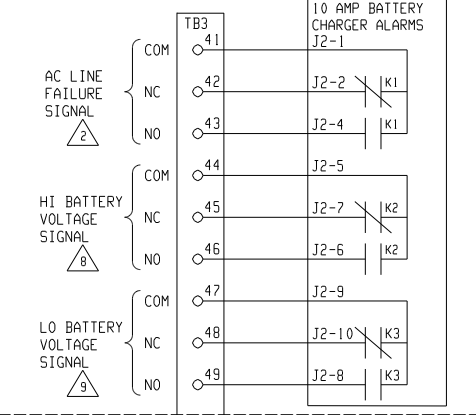 10 AMP BATTERY
CHARGER ALARMS
TB3
COM 41 J2-1
AC LINE
FAILURE
SIGNAL
2
NC 42 J2-2 K1
NO 43 J2-4 K1
COM 44 J2-5
HI BATTERY
VOLTAGE
SIGNAL
8
NC 45 J2-7 K2
NO 46 J2-6 K2
COM 47 J2-9
LO BATTERY
VOLTAGE
SIGNAL
9
NC 48 J2-10 K3
NO 49 J2-8 K3